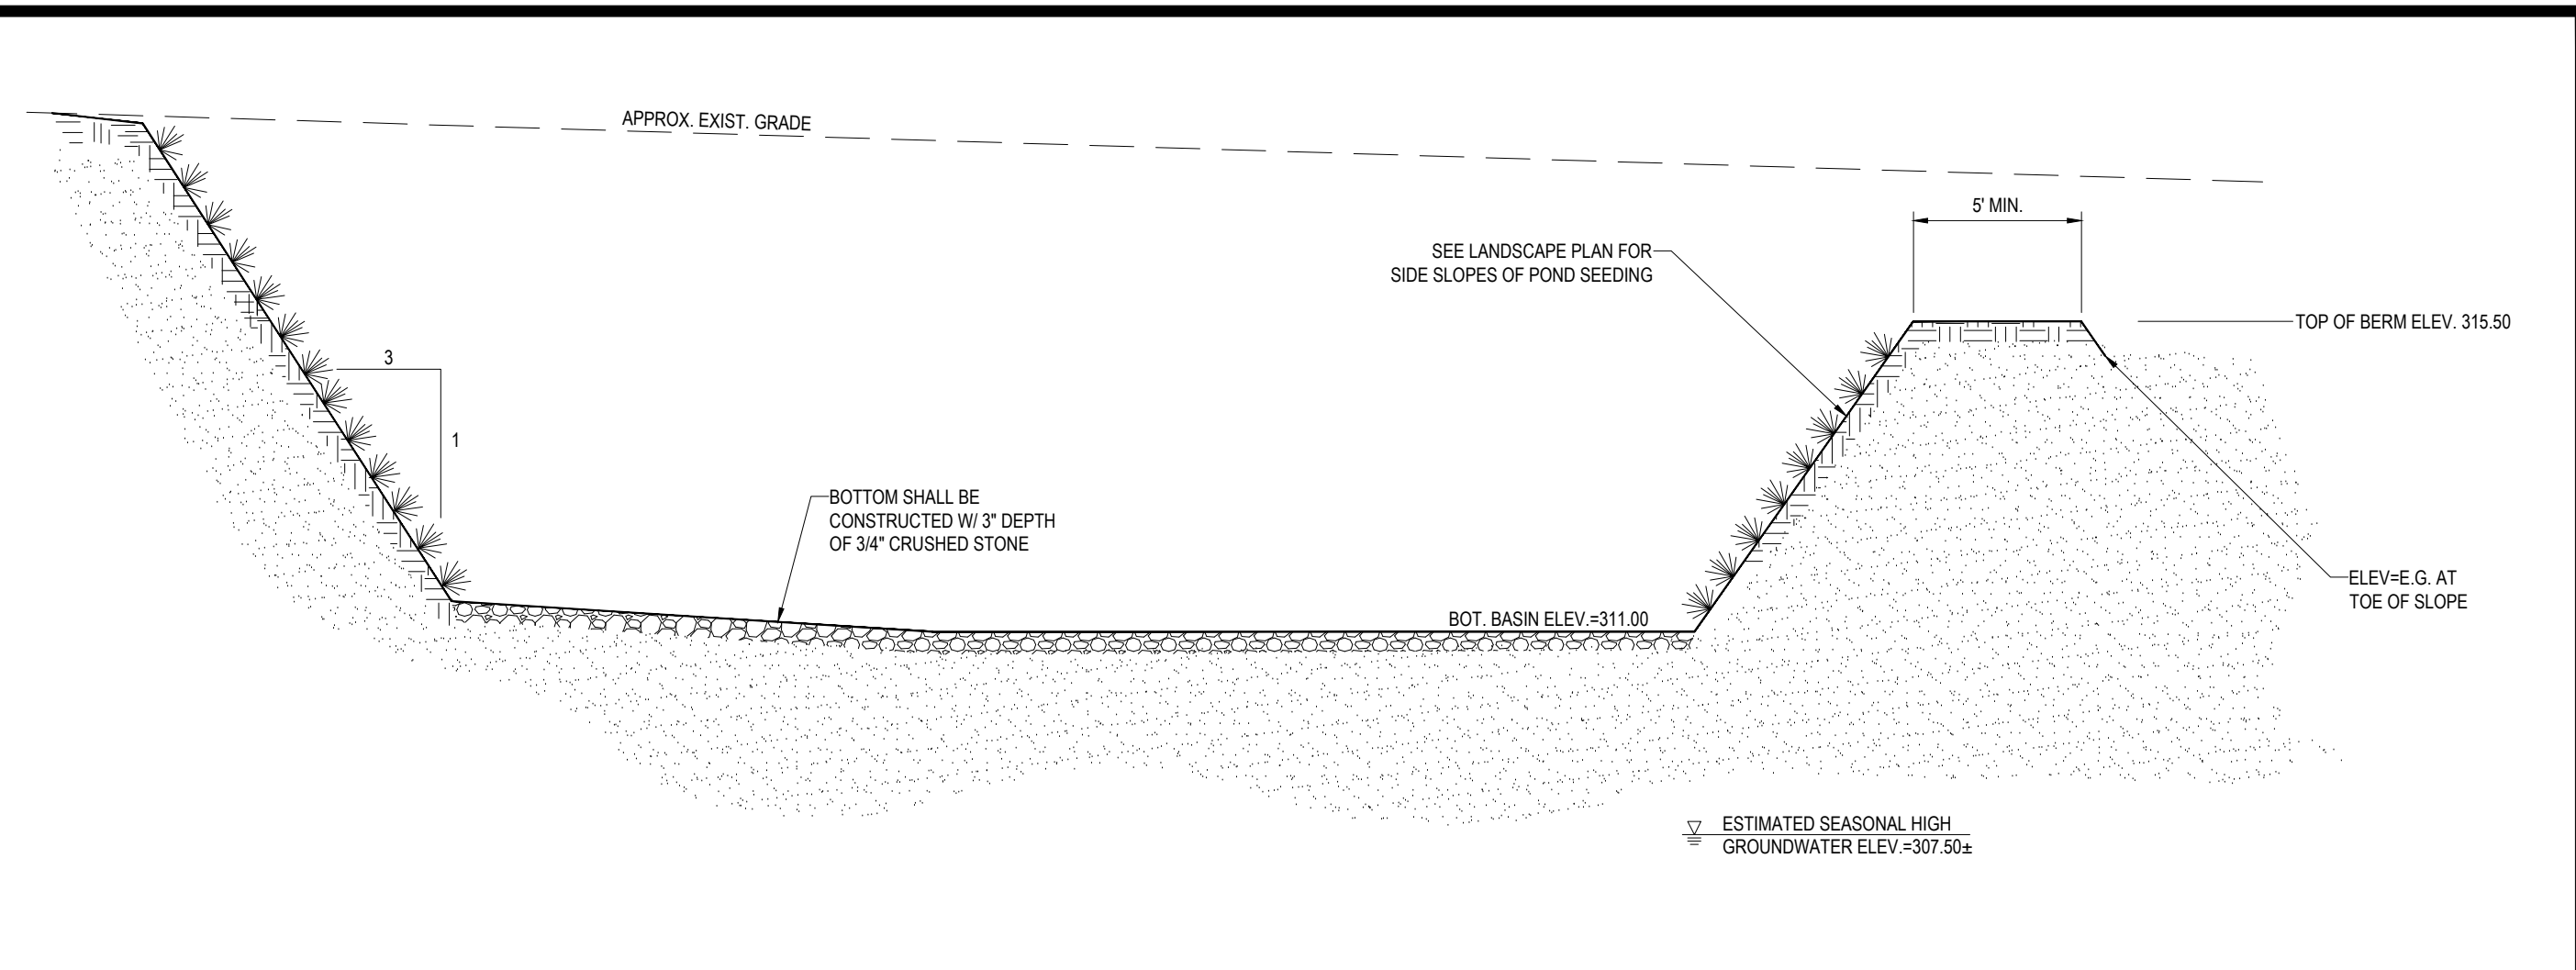 APPROX. EXIST. GRADE
5' MIN.
SEE LANDSCAPE PLAN FOR
SIDE SLOPES OF POND SEEDING
TOP OF BERM ELEV. 315.50
3
1
BOTTOM SHALL BE
CONSTRUCTED W/ 3" DEPTH
OF 3/4" CRUSHED STONE
BOT. BASIN ELEV.=311.00
ELEV=E.G. AT
TOE OF SLOPE
ESTIMATED SEASONAL HIGH
GROUNDWATER ELEV.=307.50±